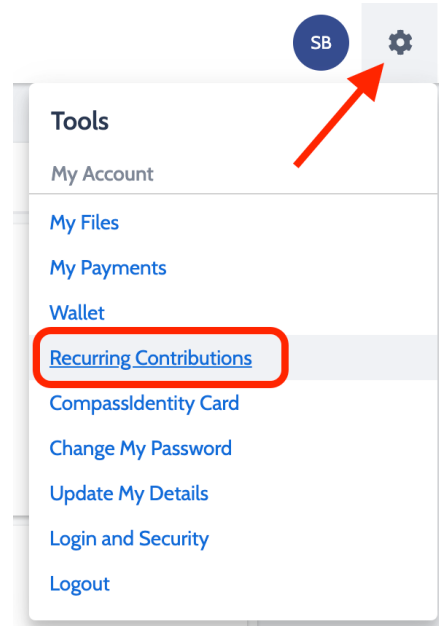 SB
Tools
My Account
My Files
My Payments
Wallet
Recurring Contributions
CompassIdentity Card
Change My Password
Update My Details
Login and Security
Logout